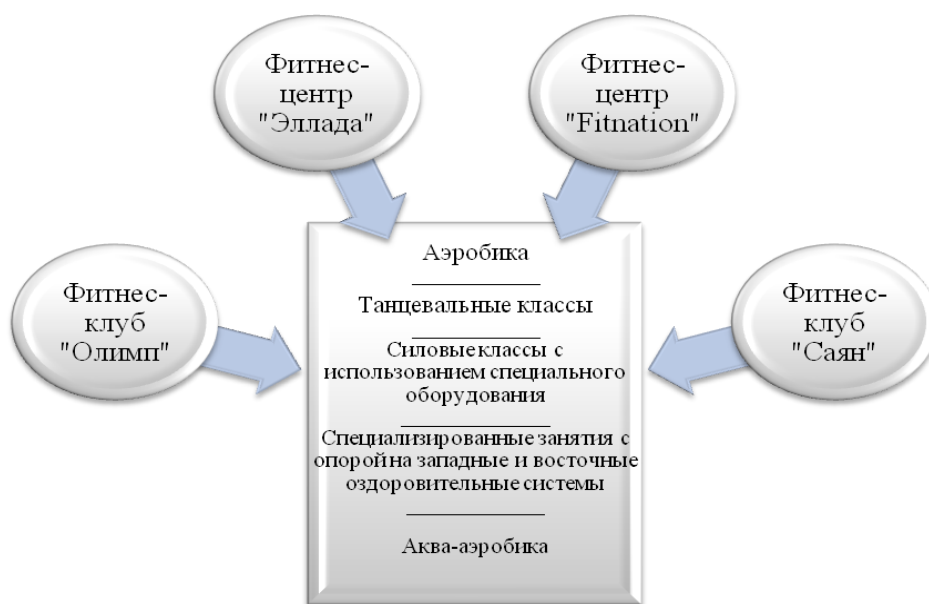 Фитнес-
центр
"Эллада"
Фитнес-
центр
"Fitnation"
Фитнес-
клуб
"Олимп"
Аэробика
Танцевальные классы
Силовые классы с
использованием специального
оборудования
Специализированные занятия с
опорой на западные и восточные
оздоровительные системы
Аква-аэробика
Фитнес-
клуб
"Саян"